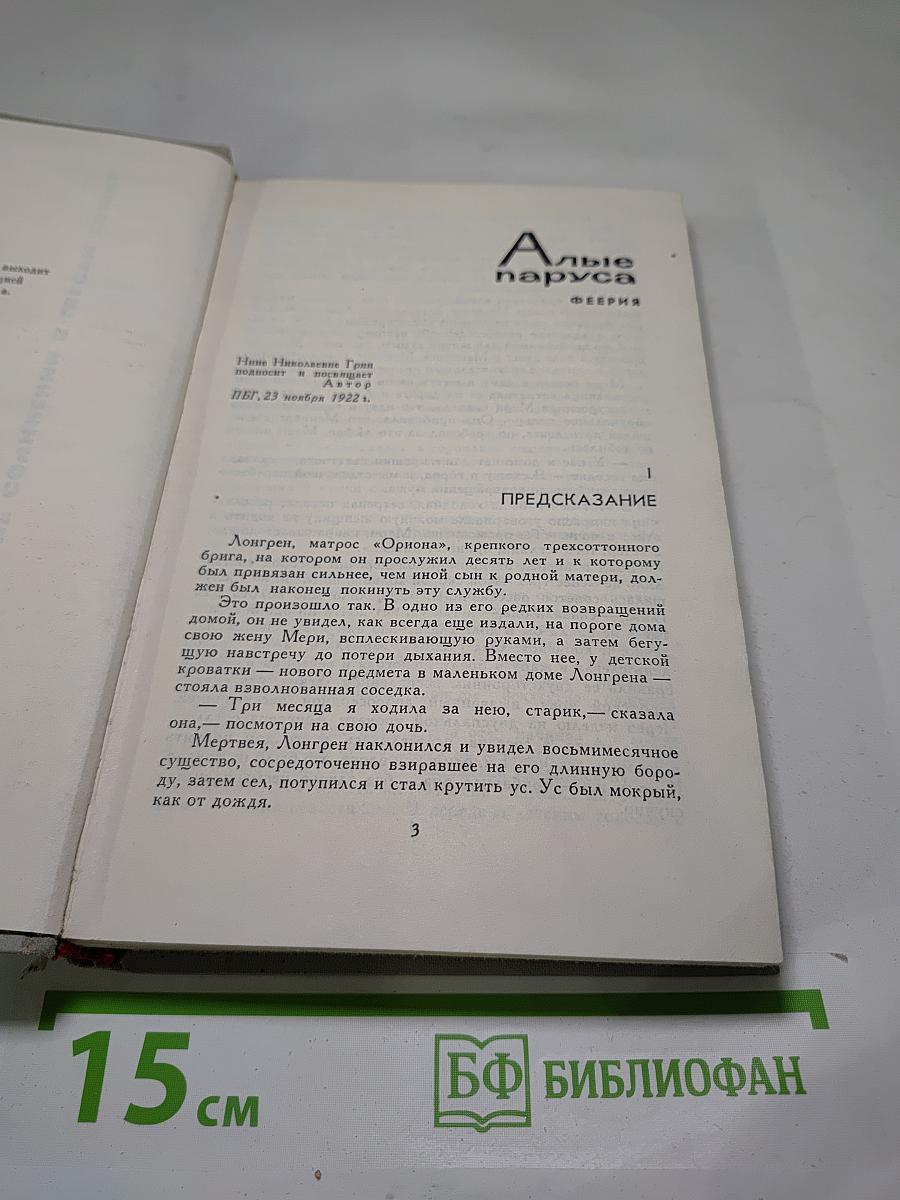 выходит
Алые
паруса
ФЕЕРИЯ
Нине Николаевне Грин
подносит и посвящает
Автор
ПБГ, 23 ноября 1922 г.
I
ПРЕДСКАЗАНИЕ
Лонгрен, матрос «Ориона», крепкого трехсоттонного
брига, на котором он прослужил десять лет и к которому
был привязан сильнее, чем иной сын к родной матери, дол-
жен был наконец покинуть эту службу.
Это произошло так. В одно из его редких возвращений
домой, он не увидел, как всегда еще издали, на пороге дома
свою жену Мери, всплескивающую руками, а затем бегу-
щую навстречу до потери дыхания. Вместо нее, у детской
кроватки — нового предмета в маленьком доме Лонгрена —
стояла взволнованная соседка.
— Три месяца я ходила за нею, старик,— сказала
она,— посмотри на свою дочь.
Мертвея, Лонгрен наклонился и увидел восьмимесячное
существо, сосредоточенно взиравшее на его длинную боро-
ду, затем сел, потупился и стал крутить ус. Ус был мокрый,
как от дождя.
3
15 см
БФ БИБЛИОФАН